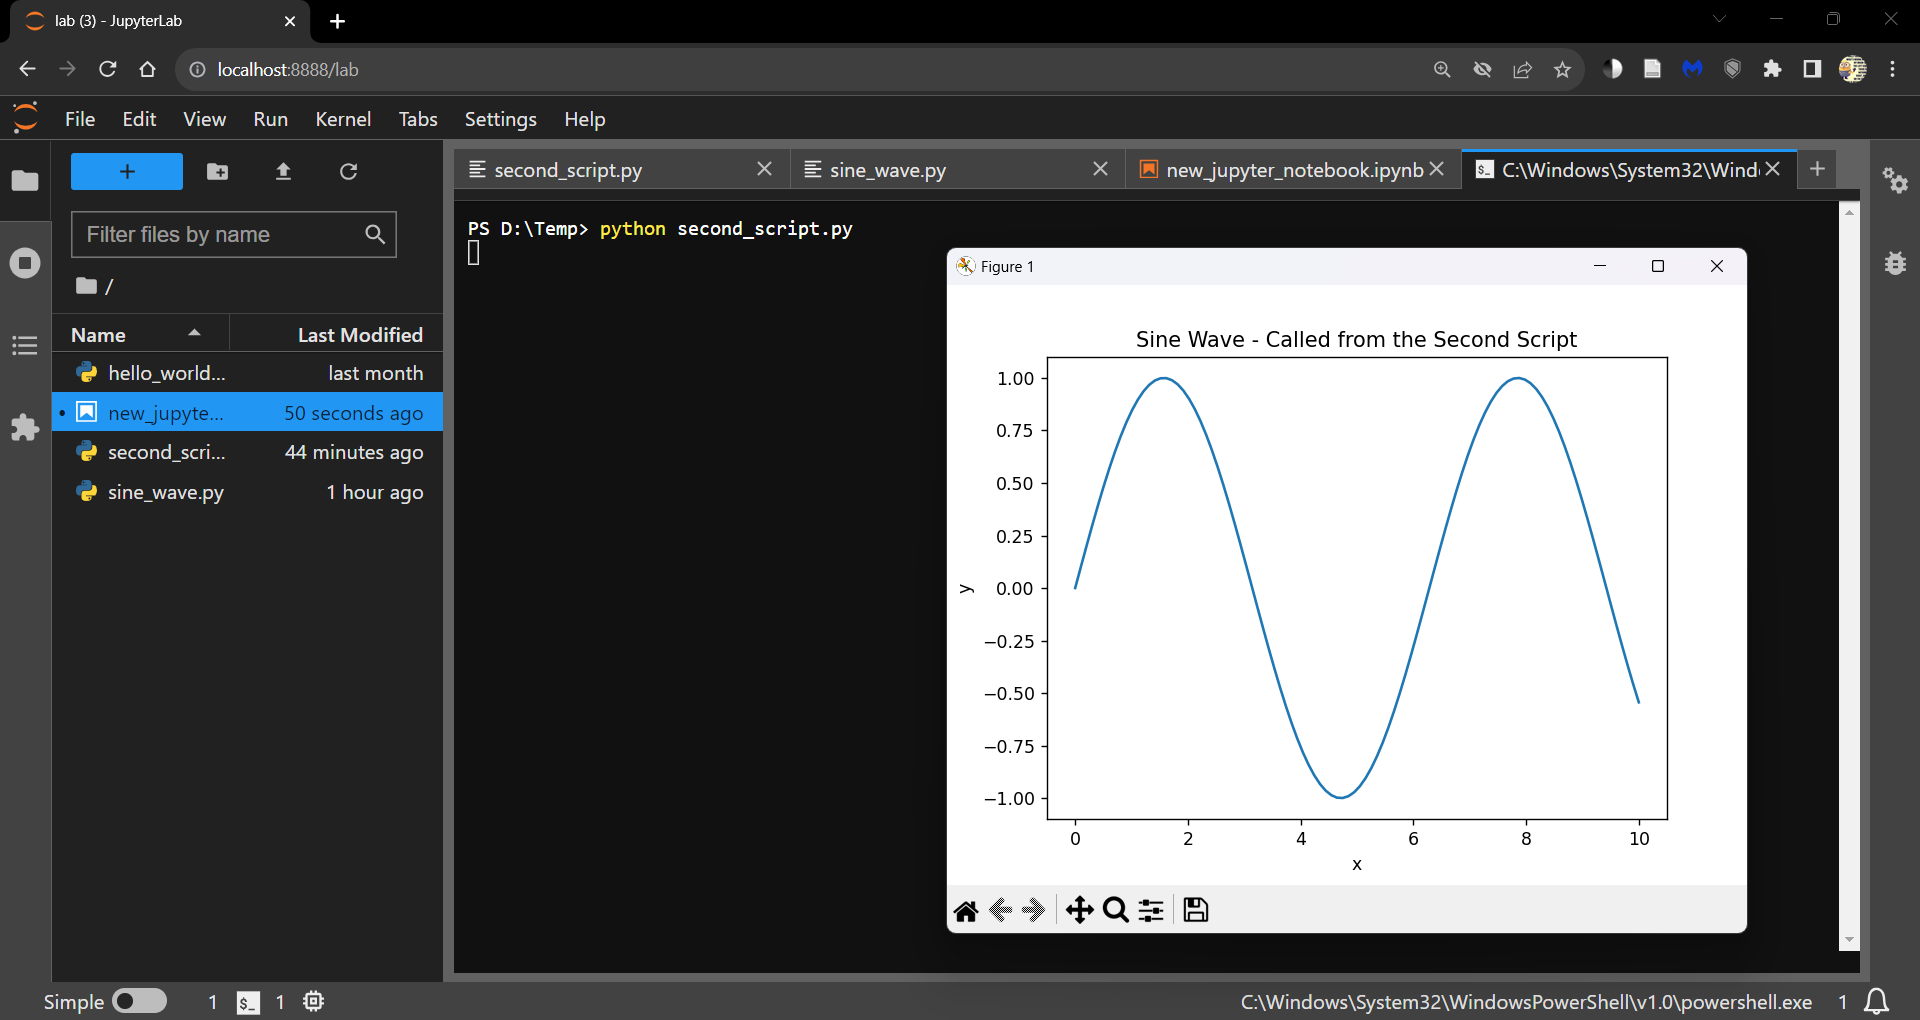 lab (3) - JupyterLab
localhost:8888/lab
File Edit View Run Kernel Tabs Settings Help
second_script.py
sine_wave.py
new_jupyter_notebook.ipynb
C:\Windows\System32\Wind
Filter files by name
/
Name Last Modified
hello_world... last month
new_jupyte... 50 seconds ago
second_scri... 44 minutes ago
sine_wave.py 1 hour ago
PS D:\Temp> python second_script.py
Figure 1
Sine Wave - Called from the Second Script
1.00
0.75
0.50
0.25
0.00
−0.25
−0.50
−0.75
−1.00
y
0 2 4 6 8 10
x
Simple 1 $_ 1 C:\Windows\System32\WindowsPowerShell\v1.0\powershell.exe 1